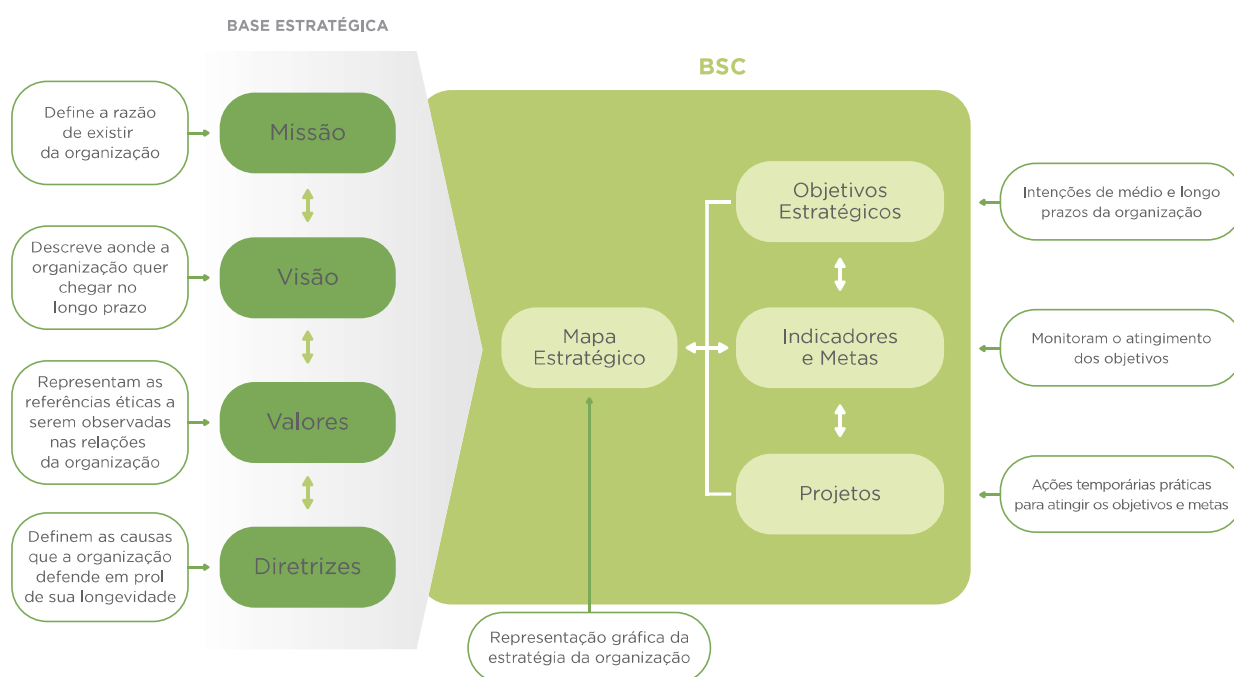 BASE ESTRATÉGICA
BSC
Define a razão
de existir
da organização
Missão
Descreve aonde a
organização quer
chegar no
longo prazo
Visão
Representam as
referências éticas a
serem observadas
nas relações
da organização
Valores
Definem as causas
que a organização
defende em prol
de sua longevidade
Diretrizes
Mapa
Estratégico
Representação gráfica da
estratégia da organização
Objetivos
Estratégicos
Intenções de médio e longo
prazos da organização
Indicadores
e Metas
Monitoram o atingimento
dos objetivos
Projetos
Ações temporárias práticas
para atingir os objetivos e metas